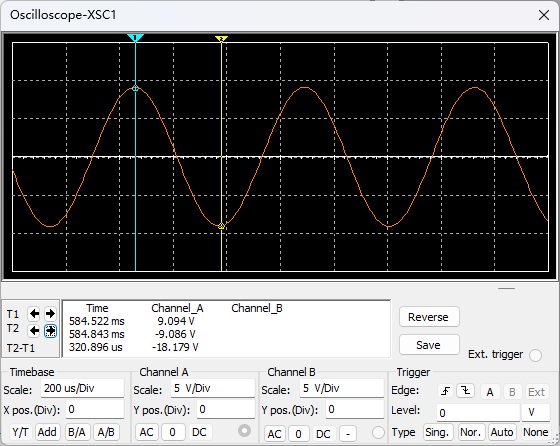 Oscilloscope-XSC1
1 2
T1
T2
T2-T1
Time Channel_A Channel_B
584.522 ms 9.094 V
584.843 ms -9.086 V
320.896 us -18.179 V
Reverse
Save
Ext. trigger
Timebase
Scale: 200 us/Div
X pos.(Div): 0
Y/T Add B/A A/B
Channel A
Scale: 5 V/Div
Y pos.(Div): 0
AC 0 DC
Channel B
Scale: 5 V/Div
Y pos.(Div): 0
AC 0 DC -
Trigger
Edge: A B Ext
Level: 0 V
Type Sing. Nor. Auto None